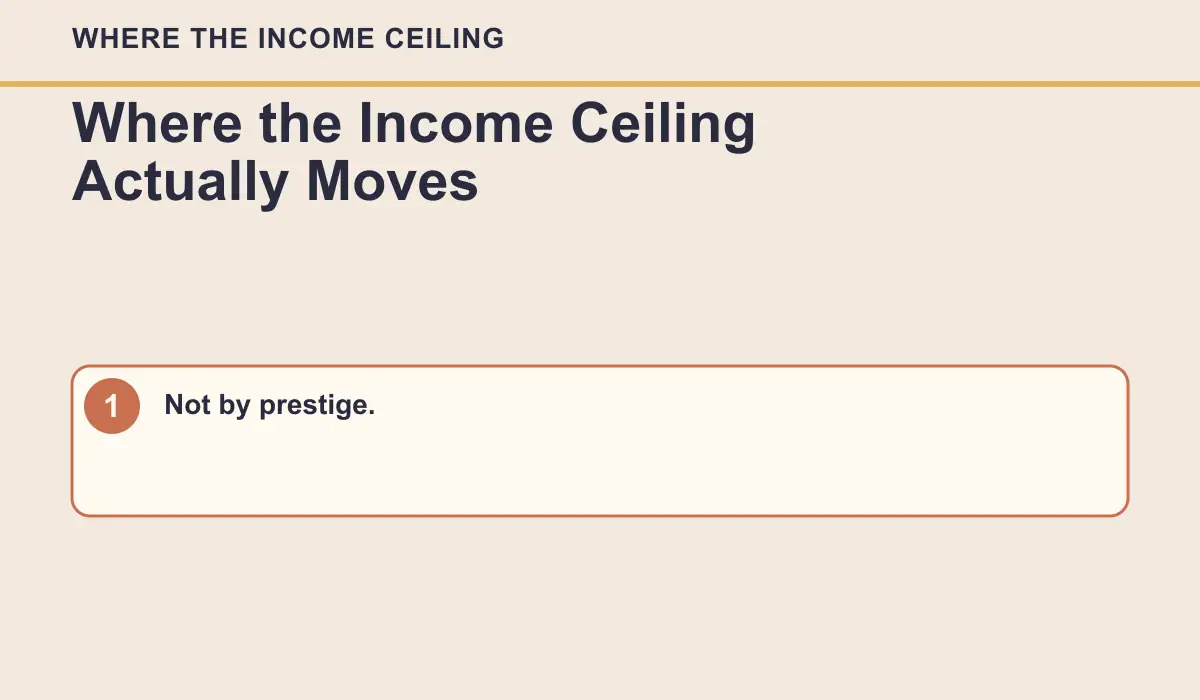 WHERE THE INCOME CEILING
Where the Income Ceiling
Actually Moves
1 Not by prestige.